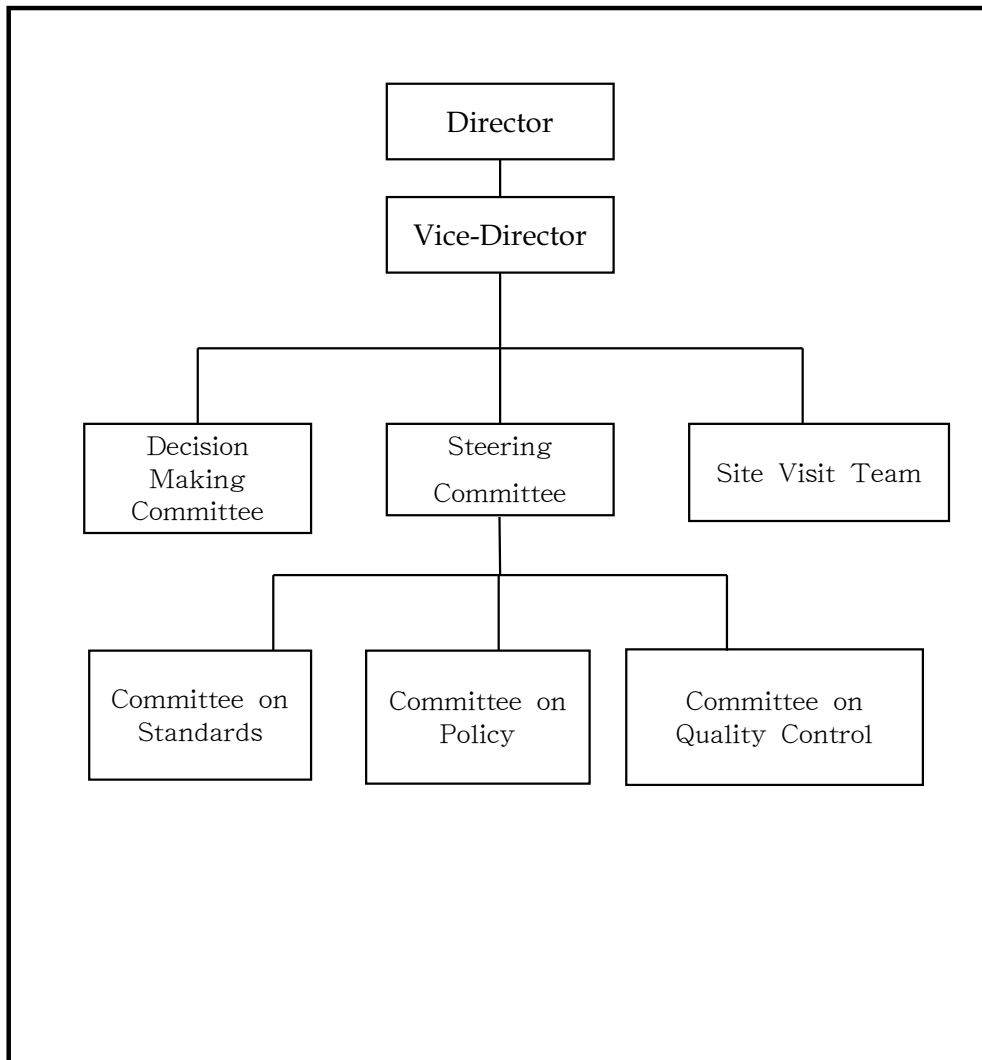 Director
Vice-Director
Decision
Making
Committee
Steering
Committee
Site Visit Team
Committee on
Standards
Committee on
Policy
Committee on
Quality Control